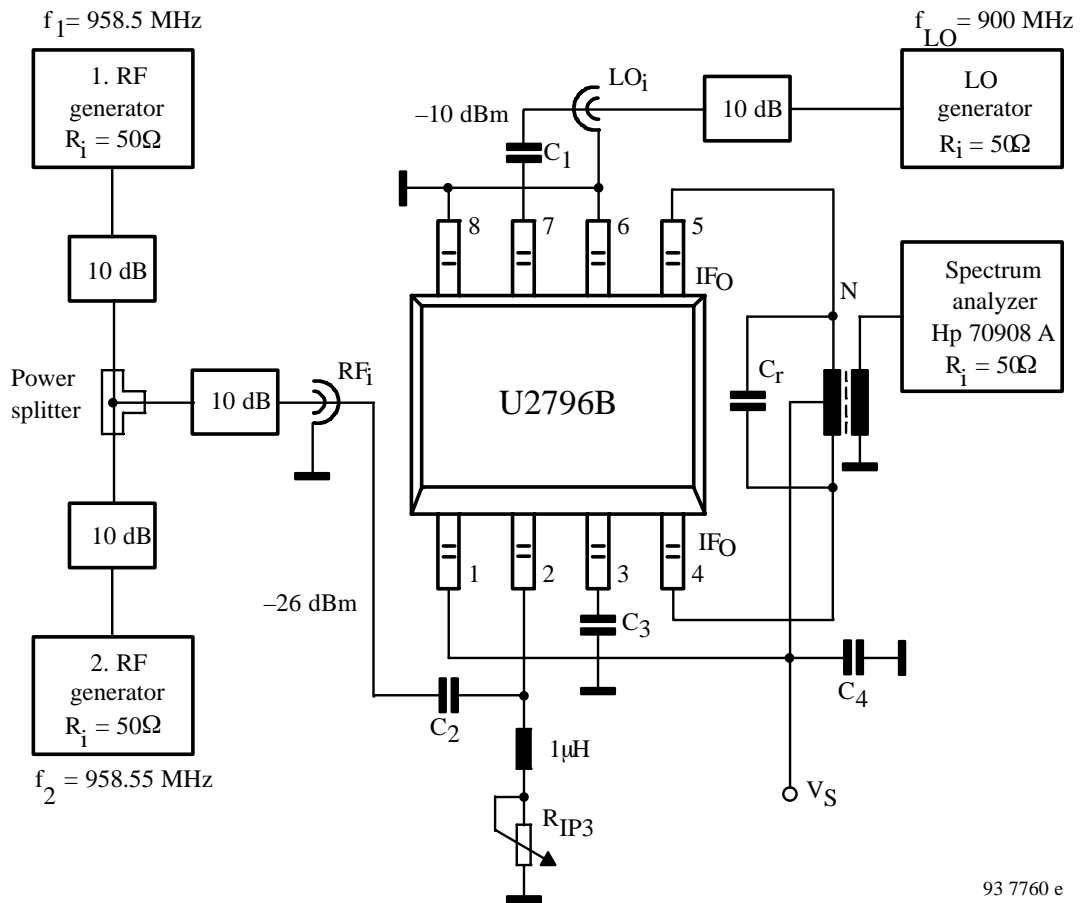 f1 = 958.5 MHz
1. RF
generator
Ri = 50Ω
10 dB
Power
splitter
10 dB
RFi
10 dB
2. RF
generator
Ri = 50Ω
f2 = 958.55 MHz
–26 dBm
–10 dBm
C1
LOi
10 dB
fLO = 900 MHz
LO
generator
Ri = 50Ω
8
7
6
5
IFO
N
Cr
Spectrum
analyzer
Hp 70908 A
Ri = 50Ω
U2796B
IFO
1
2
3
4
C3
C2
C4
1µH
RIP3
VS
93 7760 e